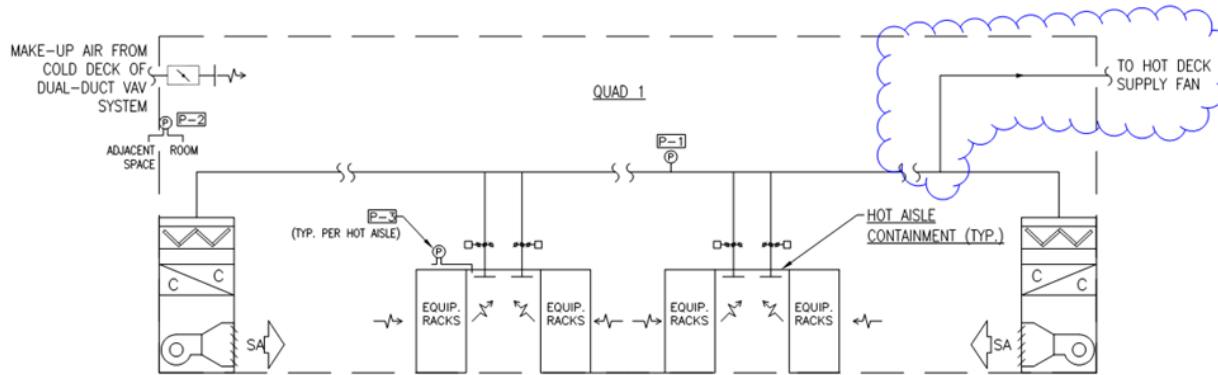 MAKE-UP AIR FROM
COLD DECK OF
DUAL-DUCT VAV
SYSTEM
P
P-2
ADJACENT ROOM
SPACE
QUAD 1
P-1
P
TO HOT DECK
SUPPLY FAN
P-3
(TYP. PER HOT AISLE)
P
HOT AISLE
CONTAINMENT (TYP.)
C
C
SA
EQUIP.
RACKS
EQUIP.
RACKS
EQUIP.
RACKS
EQUIP.
RACKS
C
C
SA